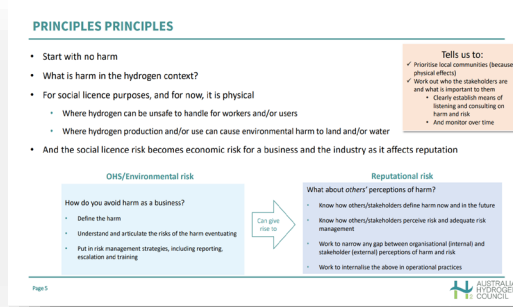 PRINCIPLES PRINCIPLES
Start with no harm
What is harm in the hydrogen context?
For social licence purposes, and for now, it is physical
Where hydrogen can be unsafe to handle for workers and/or users
Where hydrogen production and/or use can cause environmental harm to land and/or water
And the social licence risk becomes economic risk for a business and the industry as it affects reputation
Tells us to:
Prioritise local communities (because
physical effects)
Work out who the stakeholders are
and what is important to them
Clearly establish means of
listening and consulting on
harm and risk
And monitor over time
OHS/Environmental risk
How do you avoid harm as a business?
Define the harm
Understand and articulate the risks of the harm eventuating
Put in risk management strategies, including reporting,
escalation and training
Can give
rise to
Reputational risk
What about others' perceptions of harm?
Know how others/stakeholders define harm now and in the future
Know how others/stakeholders perceive risk and adequate risk
management
Work to narrow any gap between organisational (internal) and
stakeholder (external) perceptions of harm and risk
Work to internalise the above in operational practices
Page 5
H2
AUSTRALIA
HYDROGEN
COUNCIL